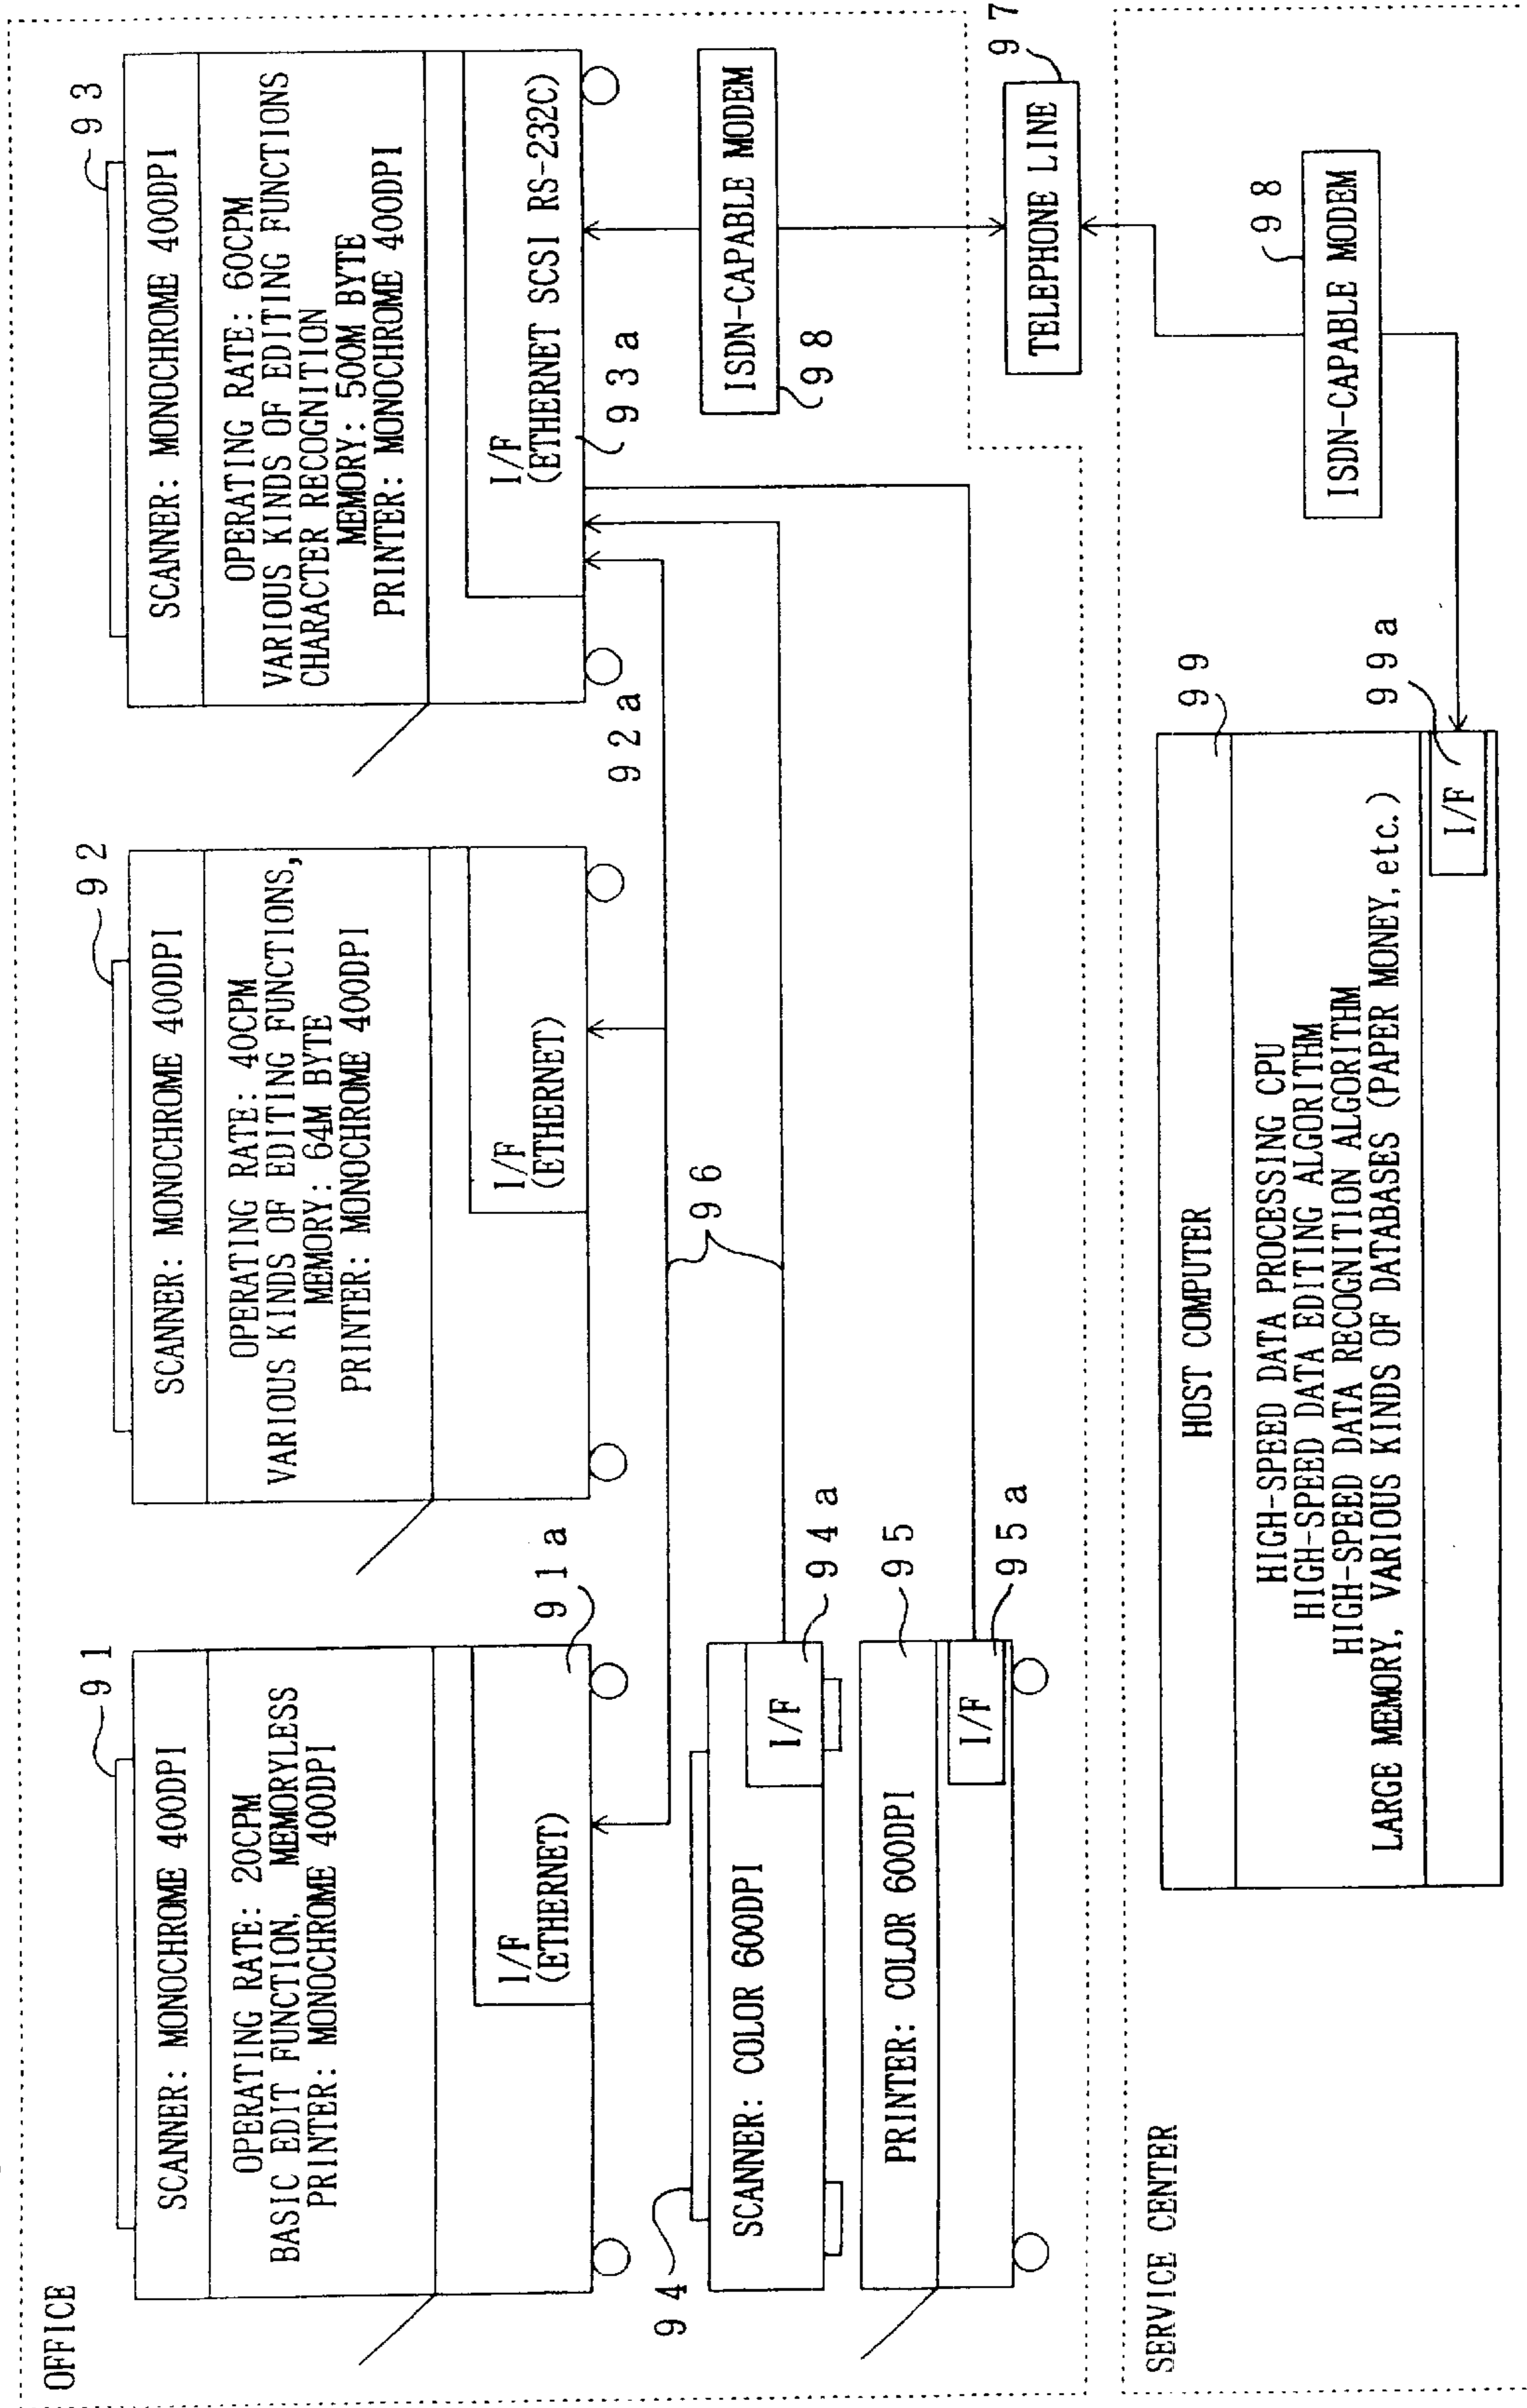 OFFICE
91
SCANNER: MONOCHROME 400DPI
OPERATING RATE: 20CPM
BASIC EDIT FUNCTION, MEMORYLESS
PRINTER: MONOCHROME 400DPI
I/F
(ETHERNET)
91a
92
SCANNER: MONOCHROME 400DPI
OPERATING RATE: 40CPM
VARIOUS KINDS OF EDITING FUNCTIONS,
MEMORY: 64M BYTE
PRINTER: MONOCHROME 400DPI
I/F
(ETHERNET)
92a
93
SCANNER: MONOCHROME 400DPI
OPERATING RATE: 60CPM
VARIOUS KINDS OF EDITING FUNCTIONS
CHARACTER RECOGNITION
MEMORY: 500M BYTE
PRINTER: MONOCHROME 400DPI
I/F
(ETHERNET SCSI RS-232C)
93a
94
SCANNER: COLOR 600DPI
I/F
94a
96
ISDN-CAPABLE MODEM
98
PRINTER: COLOR 600DPI
95
I/F
95a
TELEPHONE LINE
97
SERVICE CENTER
HOST COMPUTER
99
HIGH-SPEED DATA PROCESSING CPU
HIGH-SPEED DATA EDITING ALGORITHM
HIGH-SPEED DATA RECOGNITION ALGORITHM
LARGE MEMORY, VARIOUS KINDS OF DATABASES (PAPER MONEY, etc.)
I/F
99a
ISDN-CAPABLE MODEM
98